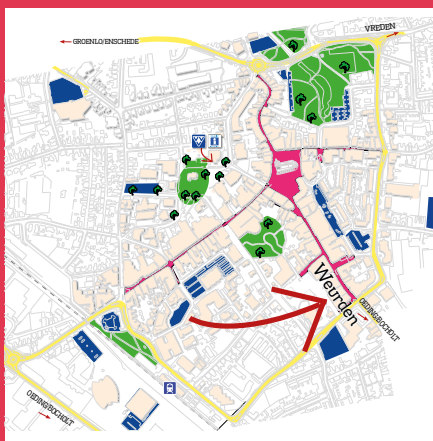 VREDEN
GROENLO/ENSCHEDE
i
Weurden
OEDING/BOCHOLT
OEDING/BOCHOLT